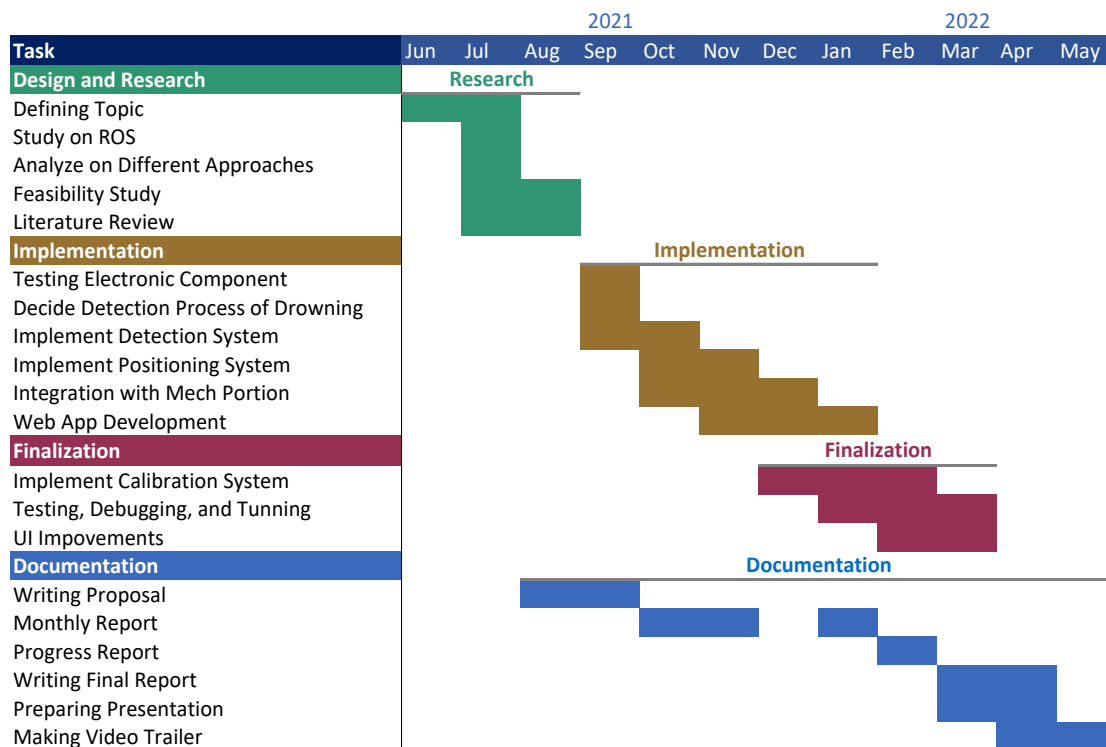 2021 2022
Task Jun Jul Aug Sep Oct Nov Dec Jan Feb Mar Apr May
Design and Research Research
Defining Topic
Study on ROS
Analyze on Different Approaches
Feasibility Study
Literature Review
Implementation Implementation
Testing Electronic Component
Decide Detection Process of Drowning
Implement Detection System
Implement Positioning System
Integration with Mech Portion
Web App Development
Finalization Finalization
Implement Calibration System
Testing, Debugging, and Tunning
UI Impovements
Documentation Documentation
Writing Proposal
Monthly Report
Progress Report
Writing Final Report
Preparing Presentation
Making Video Trailer